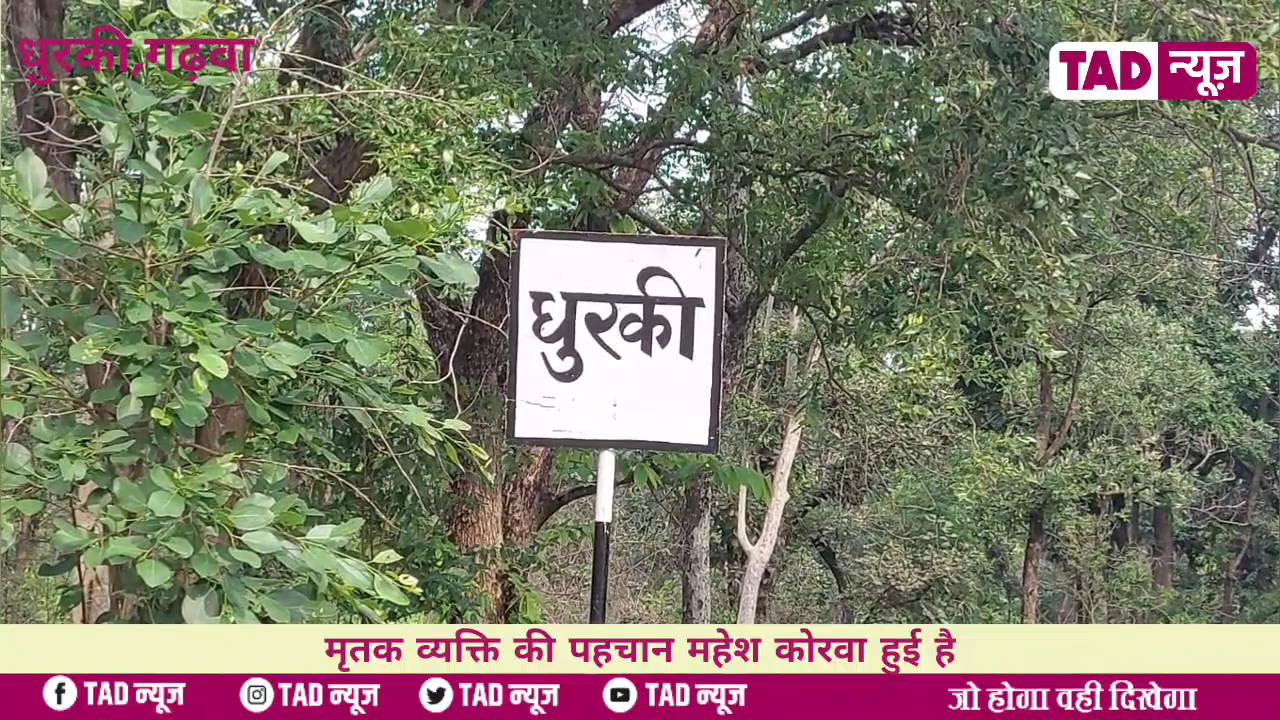 धुरकी,गढ़वा
TAD न्यूज़
धुरकी
मृतक व्यक्ति की पहचान महेश कोरवा हुई है
TAD न्यूज TAD न्यूज TAD न्यूज TAD न्यूज जो होगा वही दिखेगा